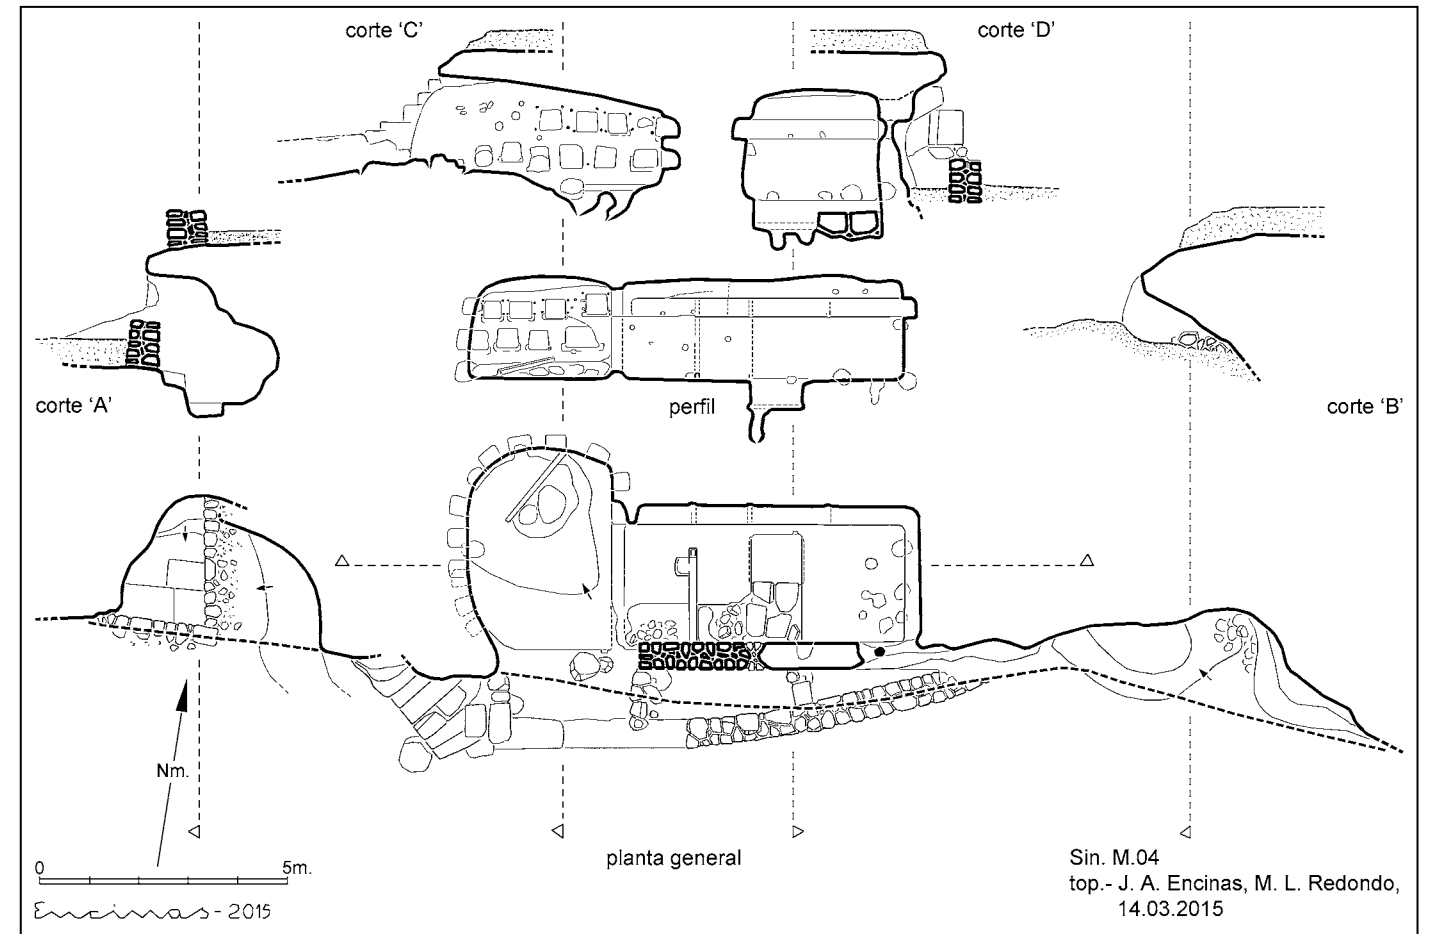 corte ‘C’
corte ‘D’
corte ‘A’
perfil
corte ‘B’
Nm.
planta general
0 5m.
Encinas - 2015
Sin. M.04
top.- J. A. Encinas, M. L. Redondo,
14.03.2015